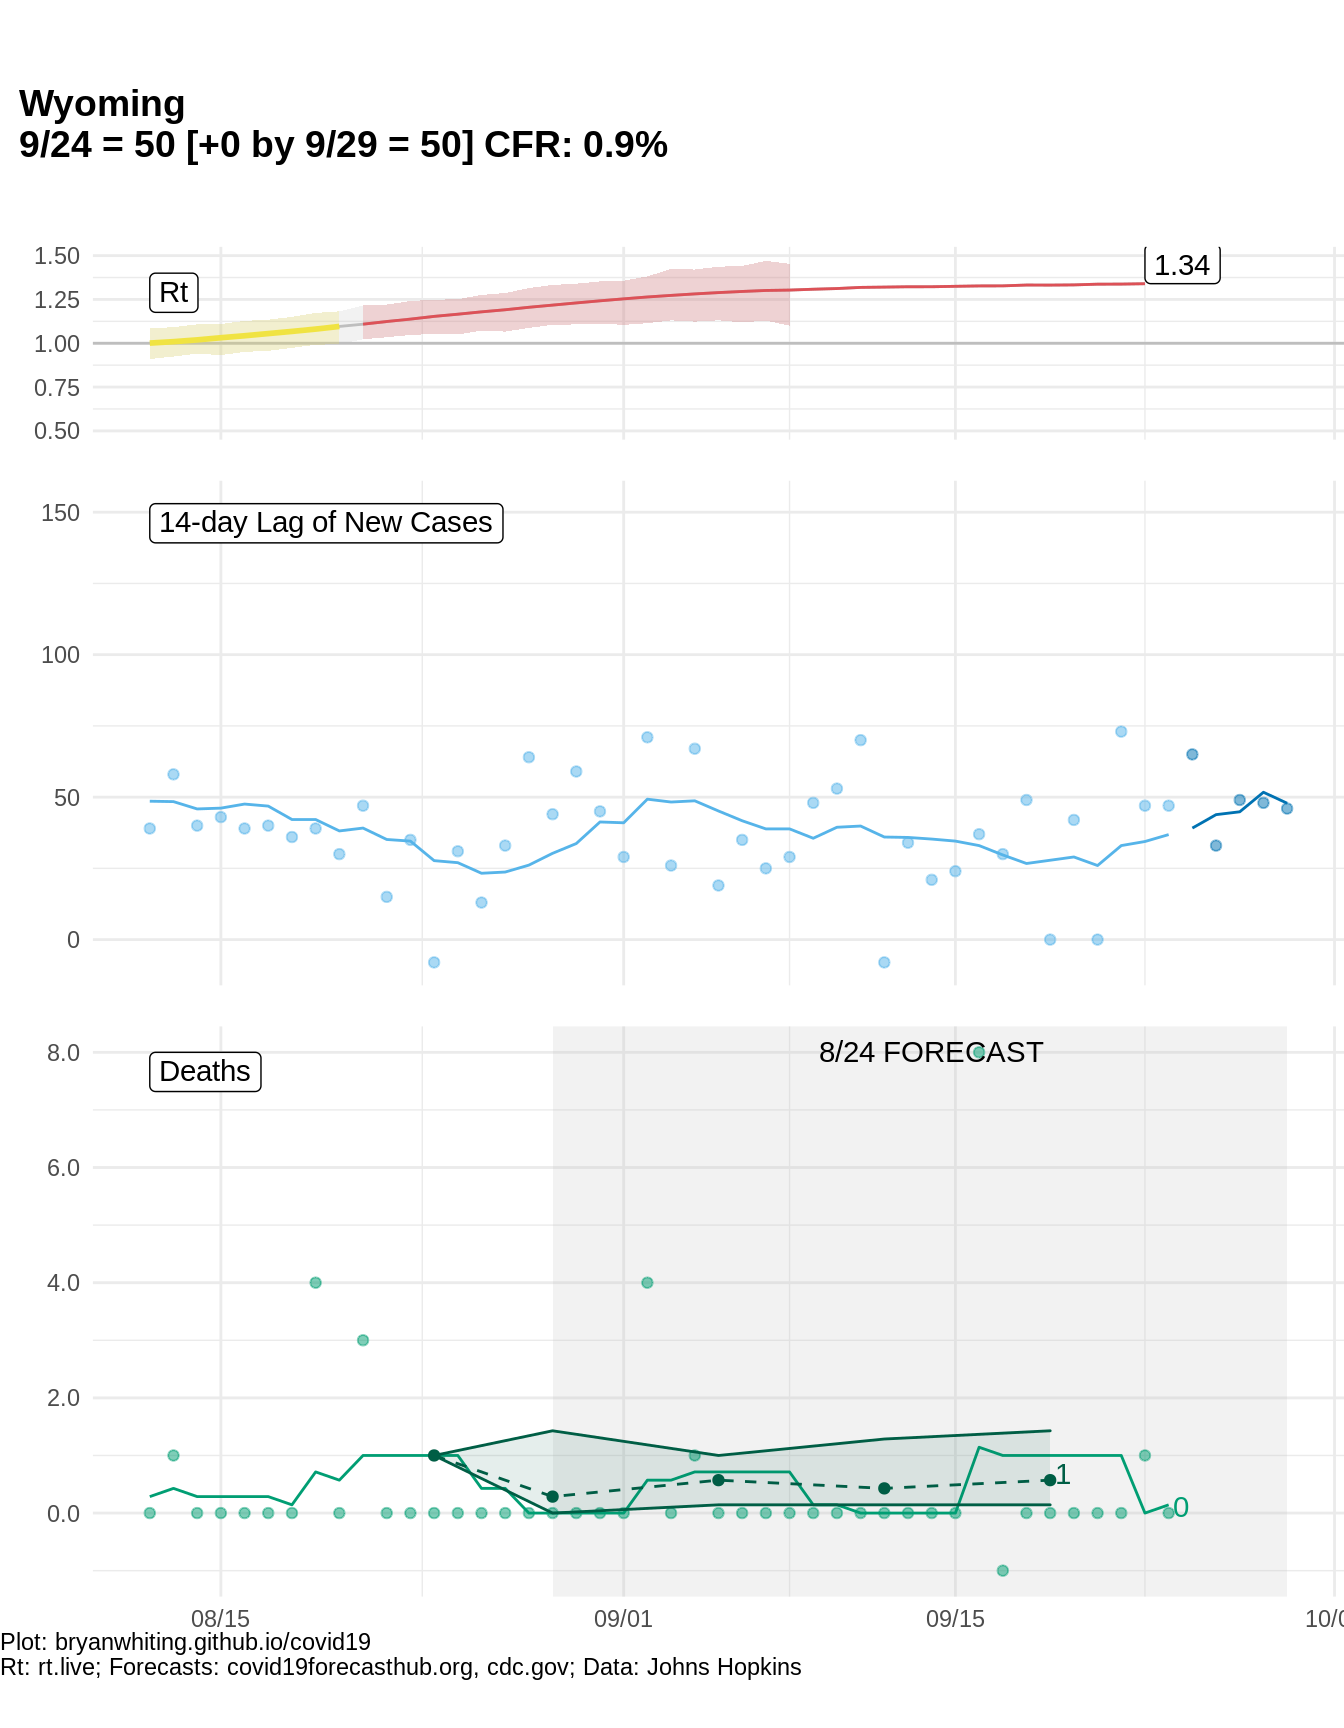 Wyoming
9/24 = 50 [+0 by 9/29 = 50] CFR: 0.9%
1.50
1.25
1.00
0.75
0.50
Rt
1.34
150
100
50
0
14-day Lag of New Cases
8.0
6.0
4.0
2.0
0.0
Deaths
8/24 FORECAST
1
0
08/15
09/01
09/15
10/0
Plot: bryanwhiting.github.io/covid19
Rt: rt.live; Forecasts: covid19forecasthub.org, cdc.gov; Data: Johns Hopkins